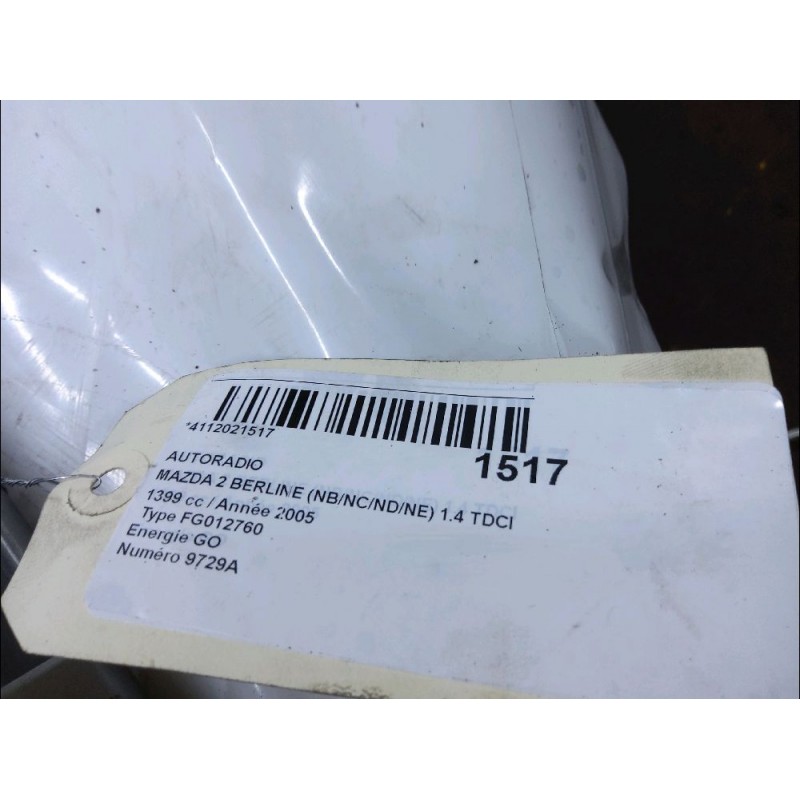 *4112021517
1517
AUTORADIO
MAZDA 2 BERLINE (NB/NC/ND/NE) 1.4 TDCI
1399 cc / Année 2005
Type FG012760
Energie GO
Numéro 9729A